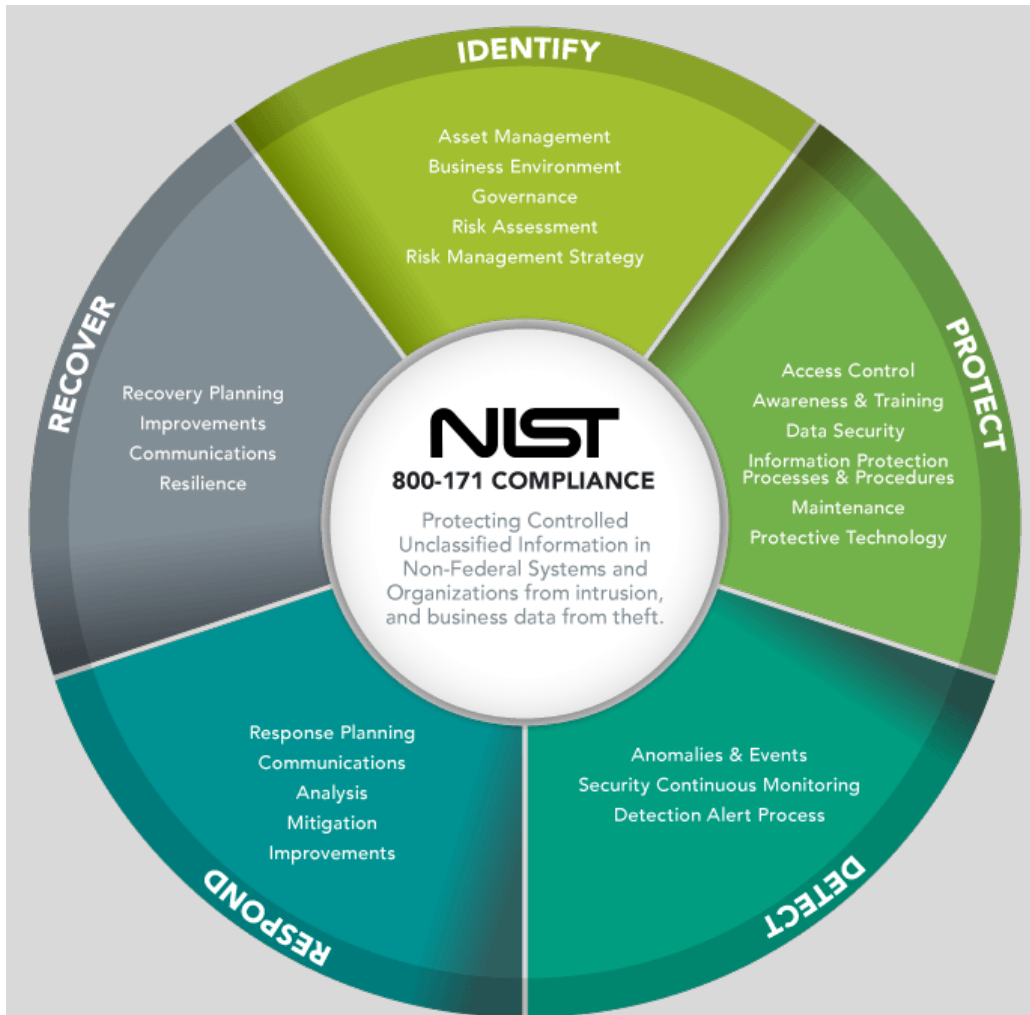 IDENTIFY
Asset Management
Business Environment
Governance
Risk Assessment
Risk Management Strategy
PROTECT
Access Control
Awareness & Training
Data Security
Information Protection
Processes & Procedures
Maintenance
Protective Technology
DETECT
Anomalies & Events
Security Continuous Monitoring
Detection Alert Process
RESPOND
Response Planning
Communications
Analysis
Mitigation
Improvements
RECOVER
Recovery Planning
Improvements
Communications
Resilience
NIST
800-171 COMPLIANCE
Protecting Controlled
Unclassified Information in
Non-Federal Systems and
Organizations from intrusion,
and business data from theft.